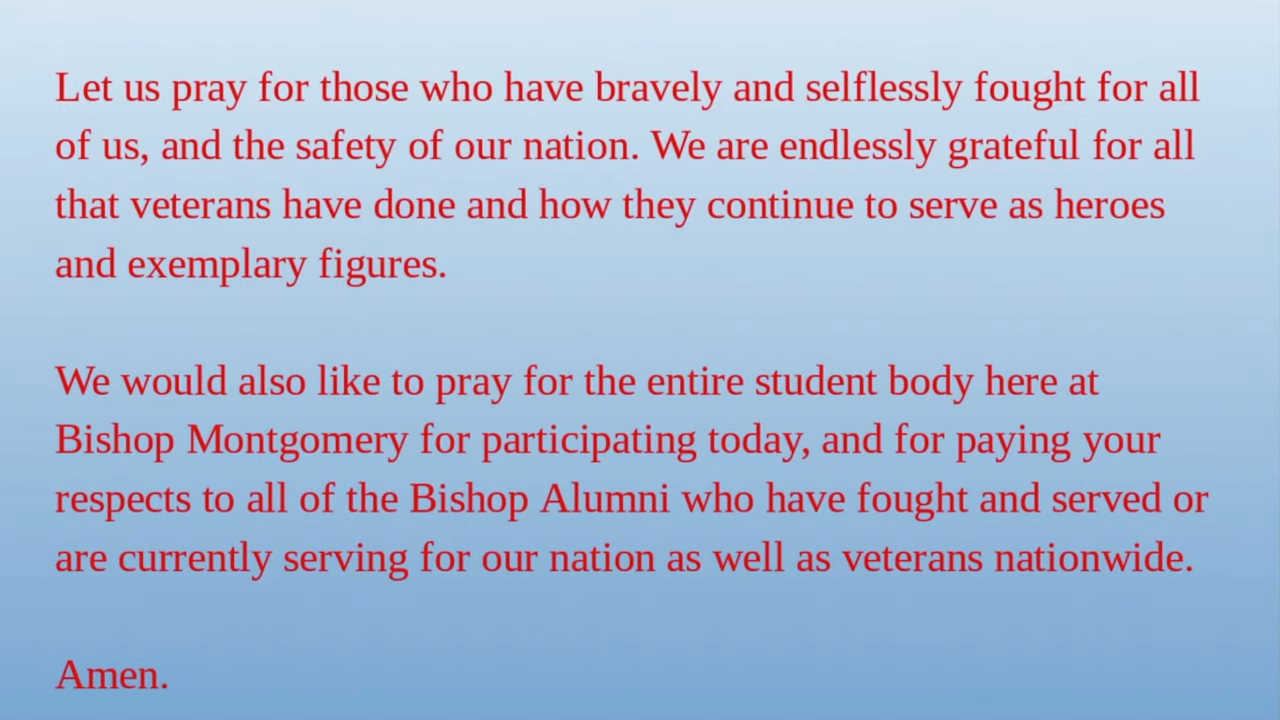 Let us pray for those who have bravely and selflessly fought for all
of us, and the safety of our nation. We are endlessly grateful for all
that veterans have done and how they continue to serve as heroes
and exemplary figures.
We would also like to pray for the entire student body here at
Bishop Montgomery for participating today, and for paying your
respects to all of the Bishop Alumni who have fought and served or
are currently serving for our nation as well as veterans nationwide.
Amen.